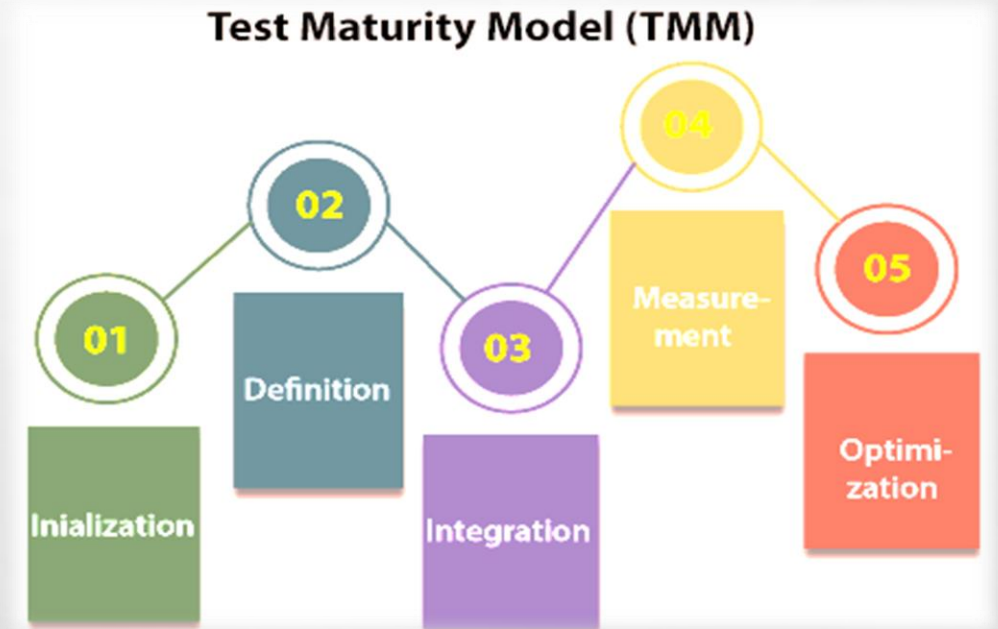 Test Maturity Model (TMM)
01
Inialization
02
Definition
03
Integration
04
Measure-
ment
05
Optimi-
zation